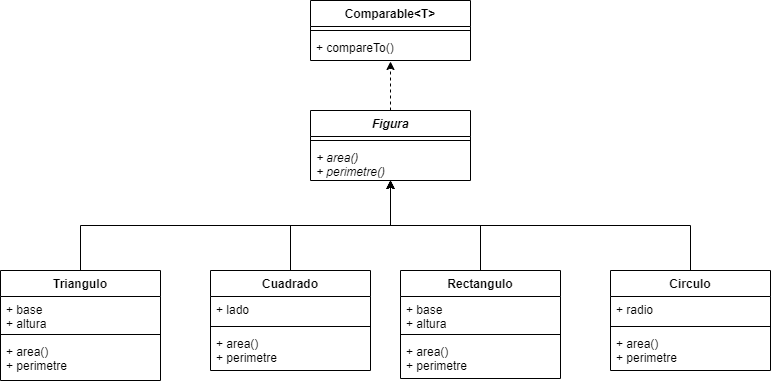 Comparable<T>
+ compareTo()
Figura
+ area()
+ perimetre()
Triangulo
+ base
+ altura
+ area()
+ perimetre
Cuadrado
+ lado
+ area()
+ perimetre
Rectangulo
+ base
+ altura
+ area()
+ perimetre
Circulo
+ radio
+ area()
+ perimetre